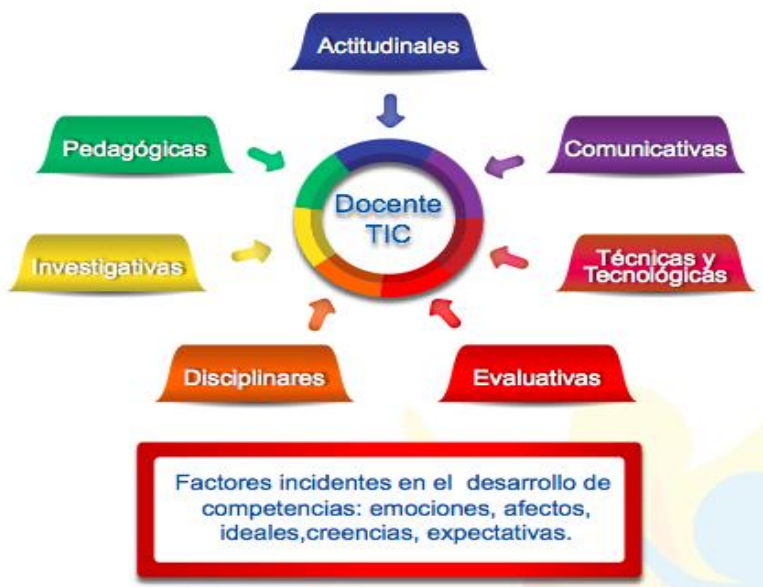 Actitudinales
Pedagógicas
Comunicativas
Docente
TIC
Investigativas
Técnicas y
Tecnológicas
Disciplinares
Evaluativas
Factores incidentes en el desarrollo de
competencias: emociones, afectos,
ideales,creencias, expectativas.